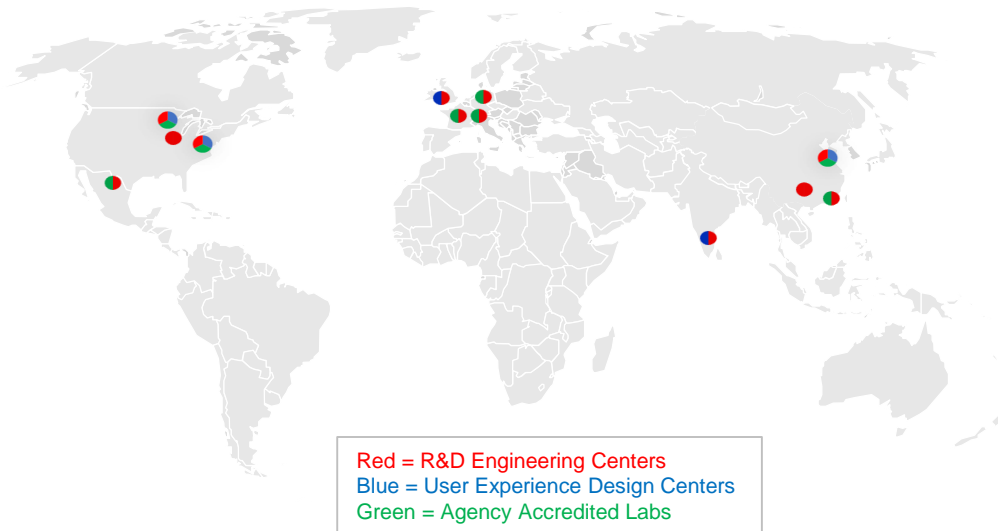 Red = R&D Engineering Centers
Blue = User Experience Design Centers
Green = Agency Accredited Labs